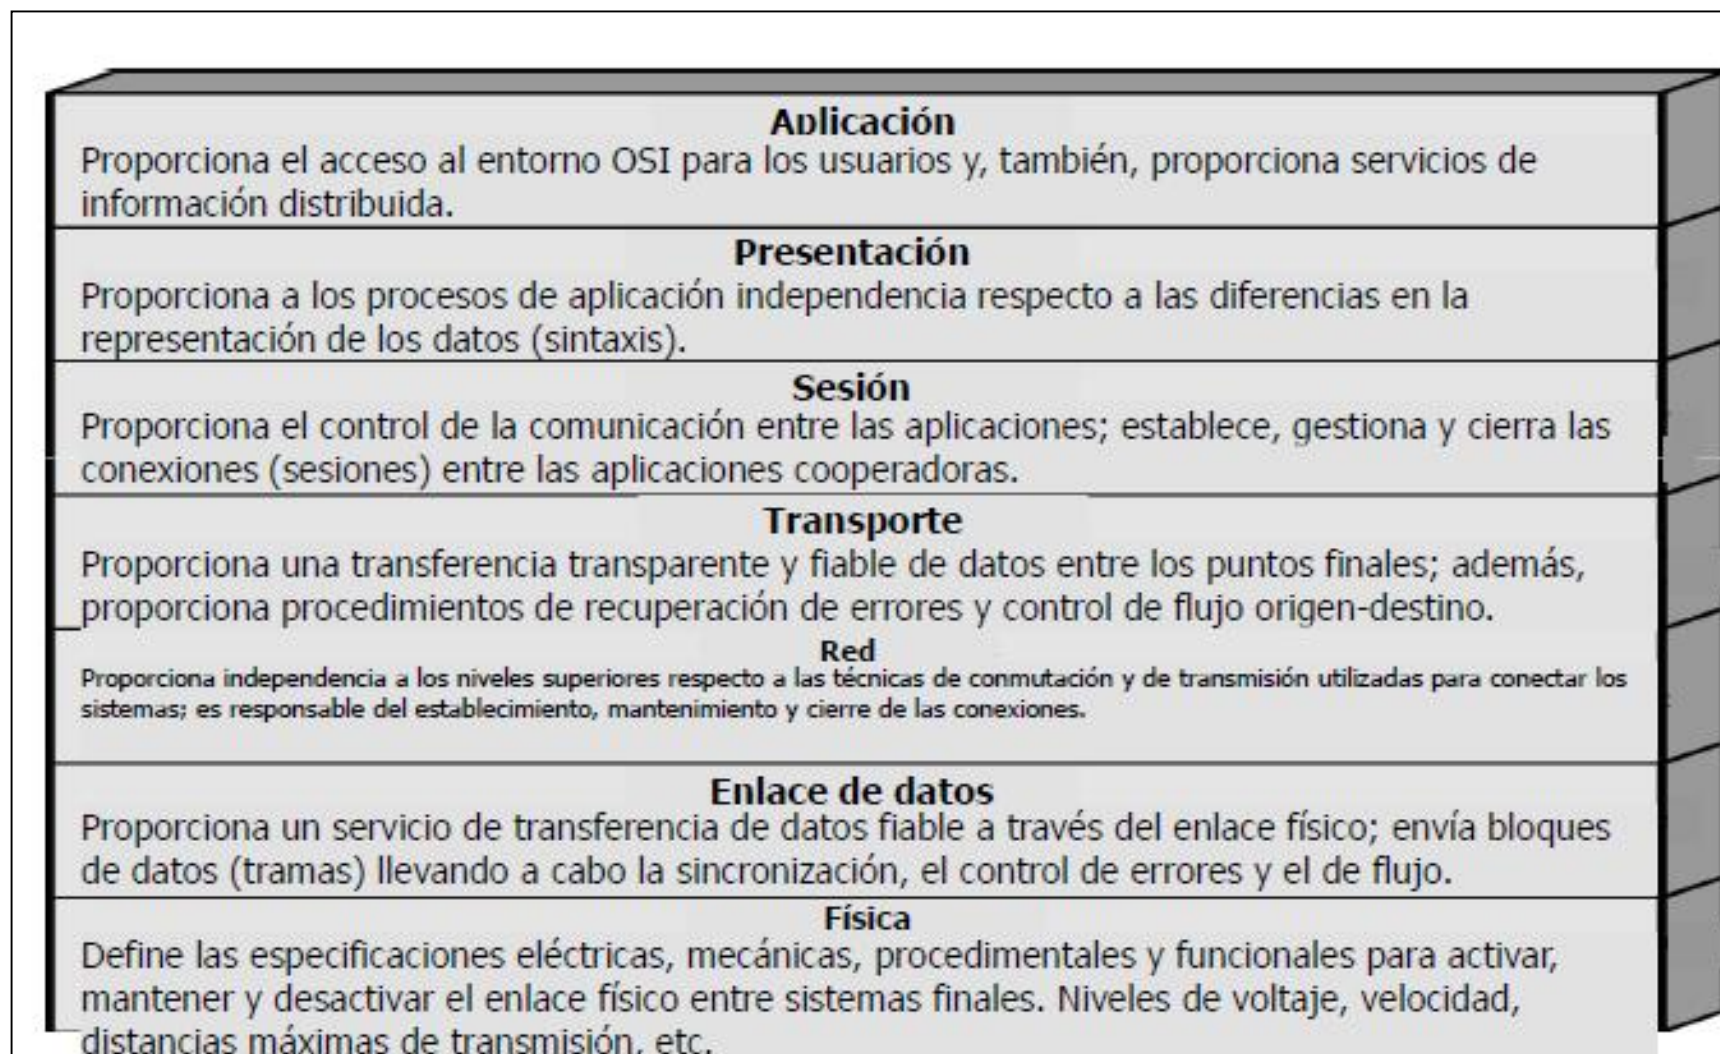 Aplicación
Proporciona el acceso al entorno OSI para los usuarios y, también, proporciona servicios de
información distribuida.
Presentación
Proporciona a los procesos de aplicación independencia respecto a las diferencias en la
representación de los datos (sintaxis).
Sesión
Proporciona el control de la comunicación entre las aplicaciones; establece, gestiona y cierra las
conexiones (sesiones) entre las aplicaciones cooperadoras.
Transporte
Proporciona una transferencia transparente y fiable de datos entre los puntos finales; además,
proporciona procedimientos de recuperación de errores y control de flujo origen-destino.
Red
Proporciona independencia a los niveles superiores respecto a las técnicas de conmutación y de transmisión utilizadas para conectar los
sistemas; es responsable del establecimiento, mantenimiento y cierre de las conexiones.
Enlace de datos
Proporciona un servicio de transferencia de datos fiable a través del enlace físico; envía bloques
de datos (tramas) llevando a cabo la sincronización, el control de errores y el de flujo.
Física
Define las especificaciones eléctricas, mecánicas, procedimentales y funcionales para activar,
mantener y desactivar el enlace físico entre sistemas finales. Niveles de voltaje, velocidad,
distancias máximas de transmisión, etc.